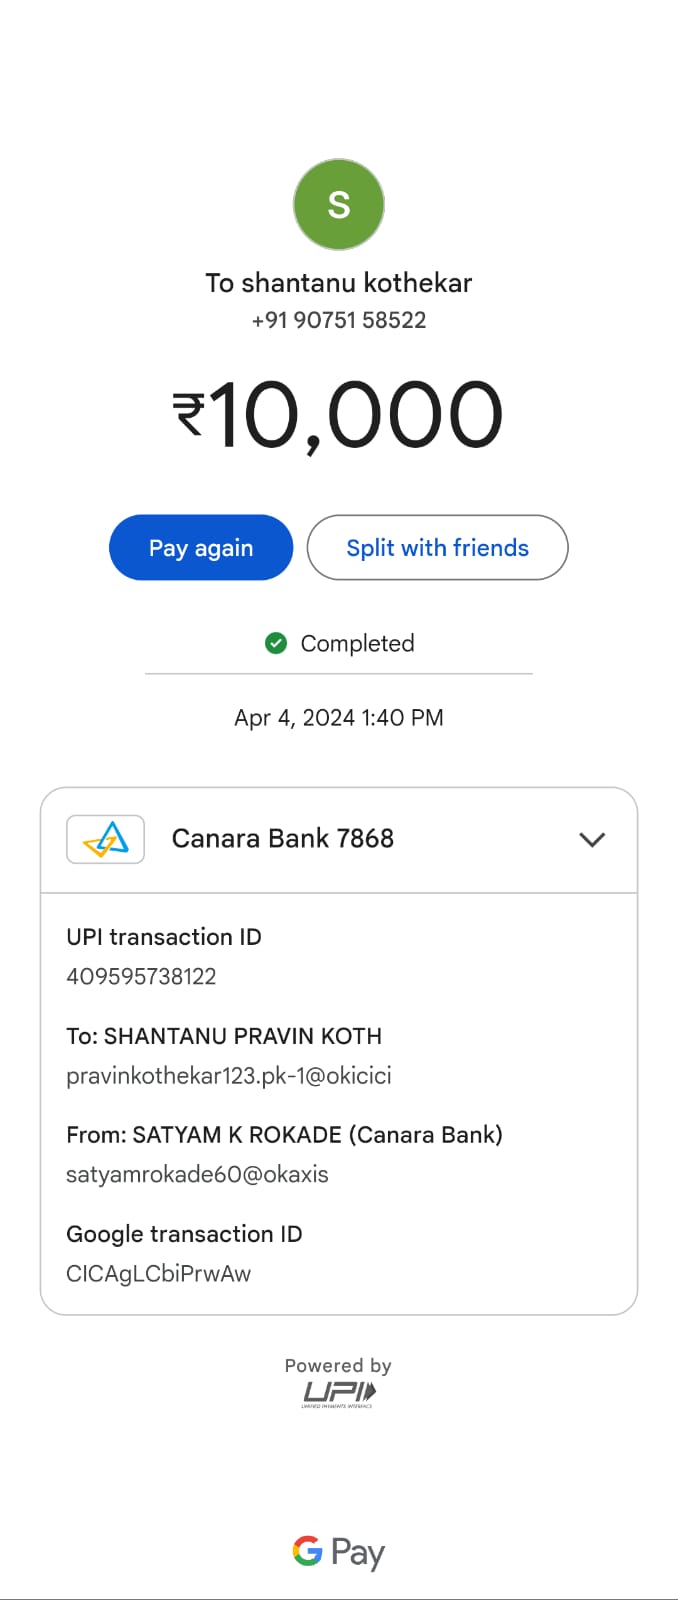 S
To shantanu kothekar
+91 90751 58522
₹10,000
Pay again
Split with friends
Completed
Apr 4, 2024 1:40 PM
Canara Bank 7868
UPI transaction ID
409595738122
To: SHANTANU PRAVIN KOTH
pravinkothekar123.pk-1@okicici
From: SATYAM K ROKADE (Canara Bank)
satyamrokade60@okaxis
Google transaction ID
CICAgLCbiPrwAw
Powered by
UPI
UNIFIED PAYMENTS INTERFACE
G Pay